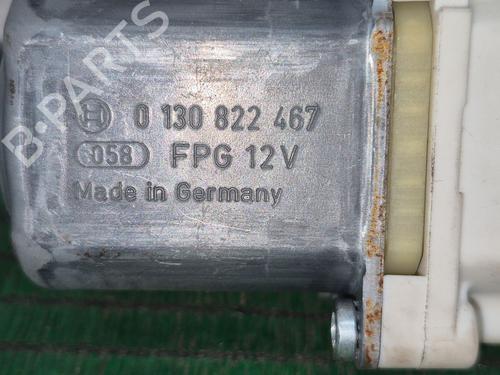 B-PARTS
0 130 822 467
058 FPG 12V
Made in Germany